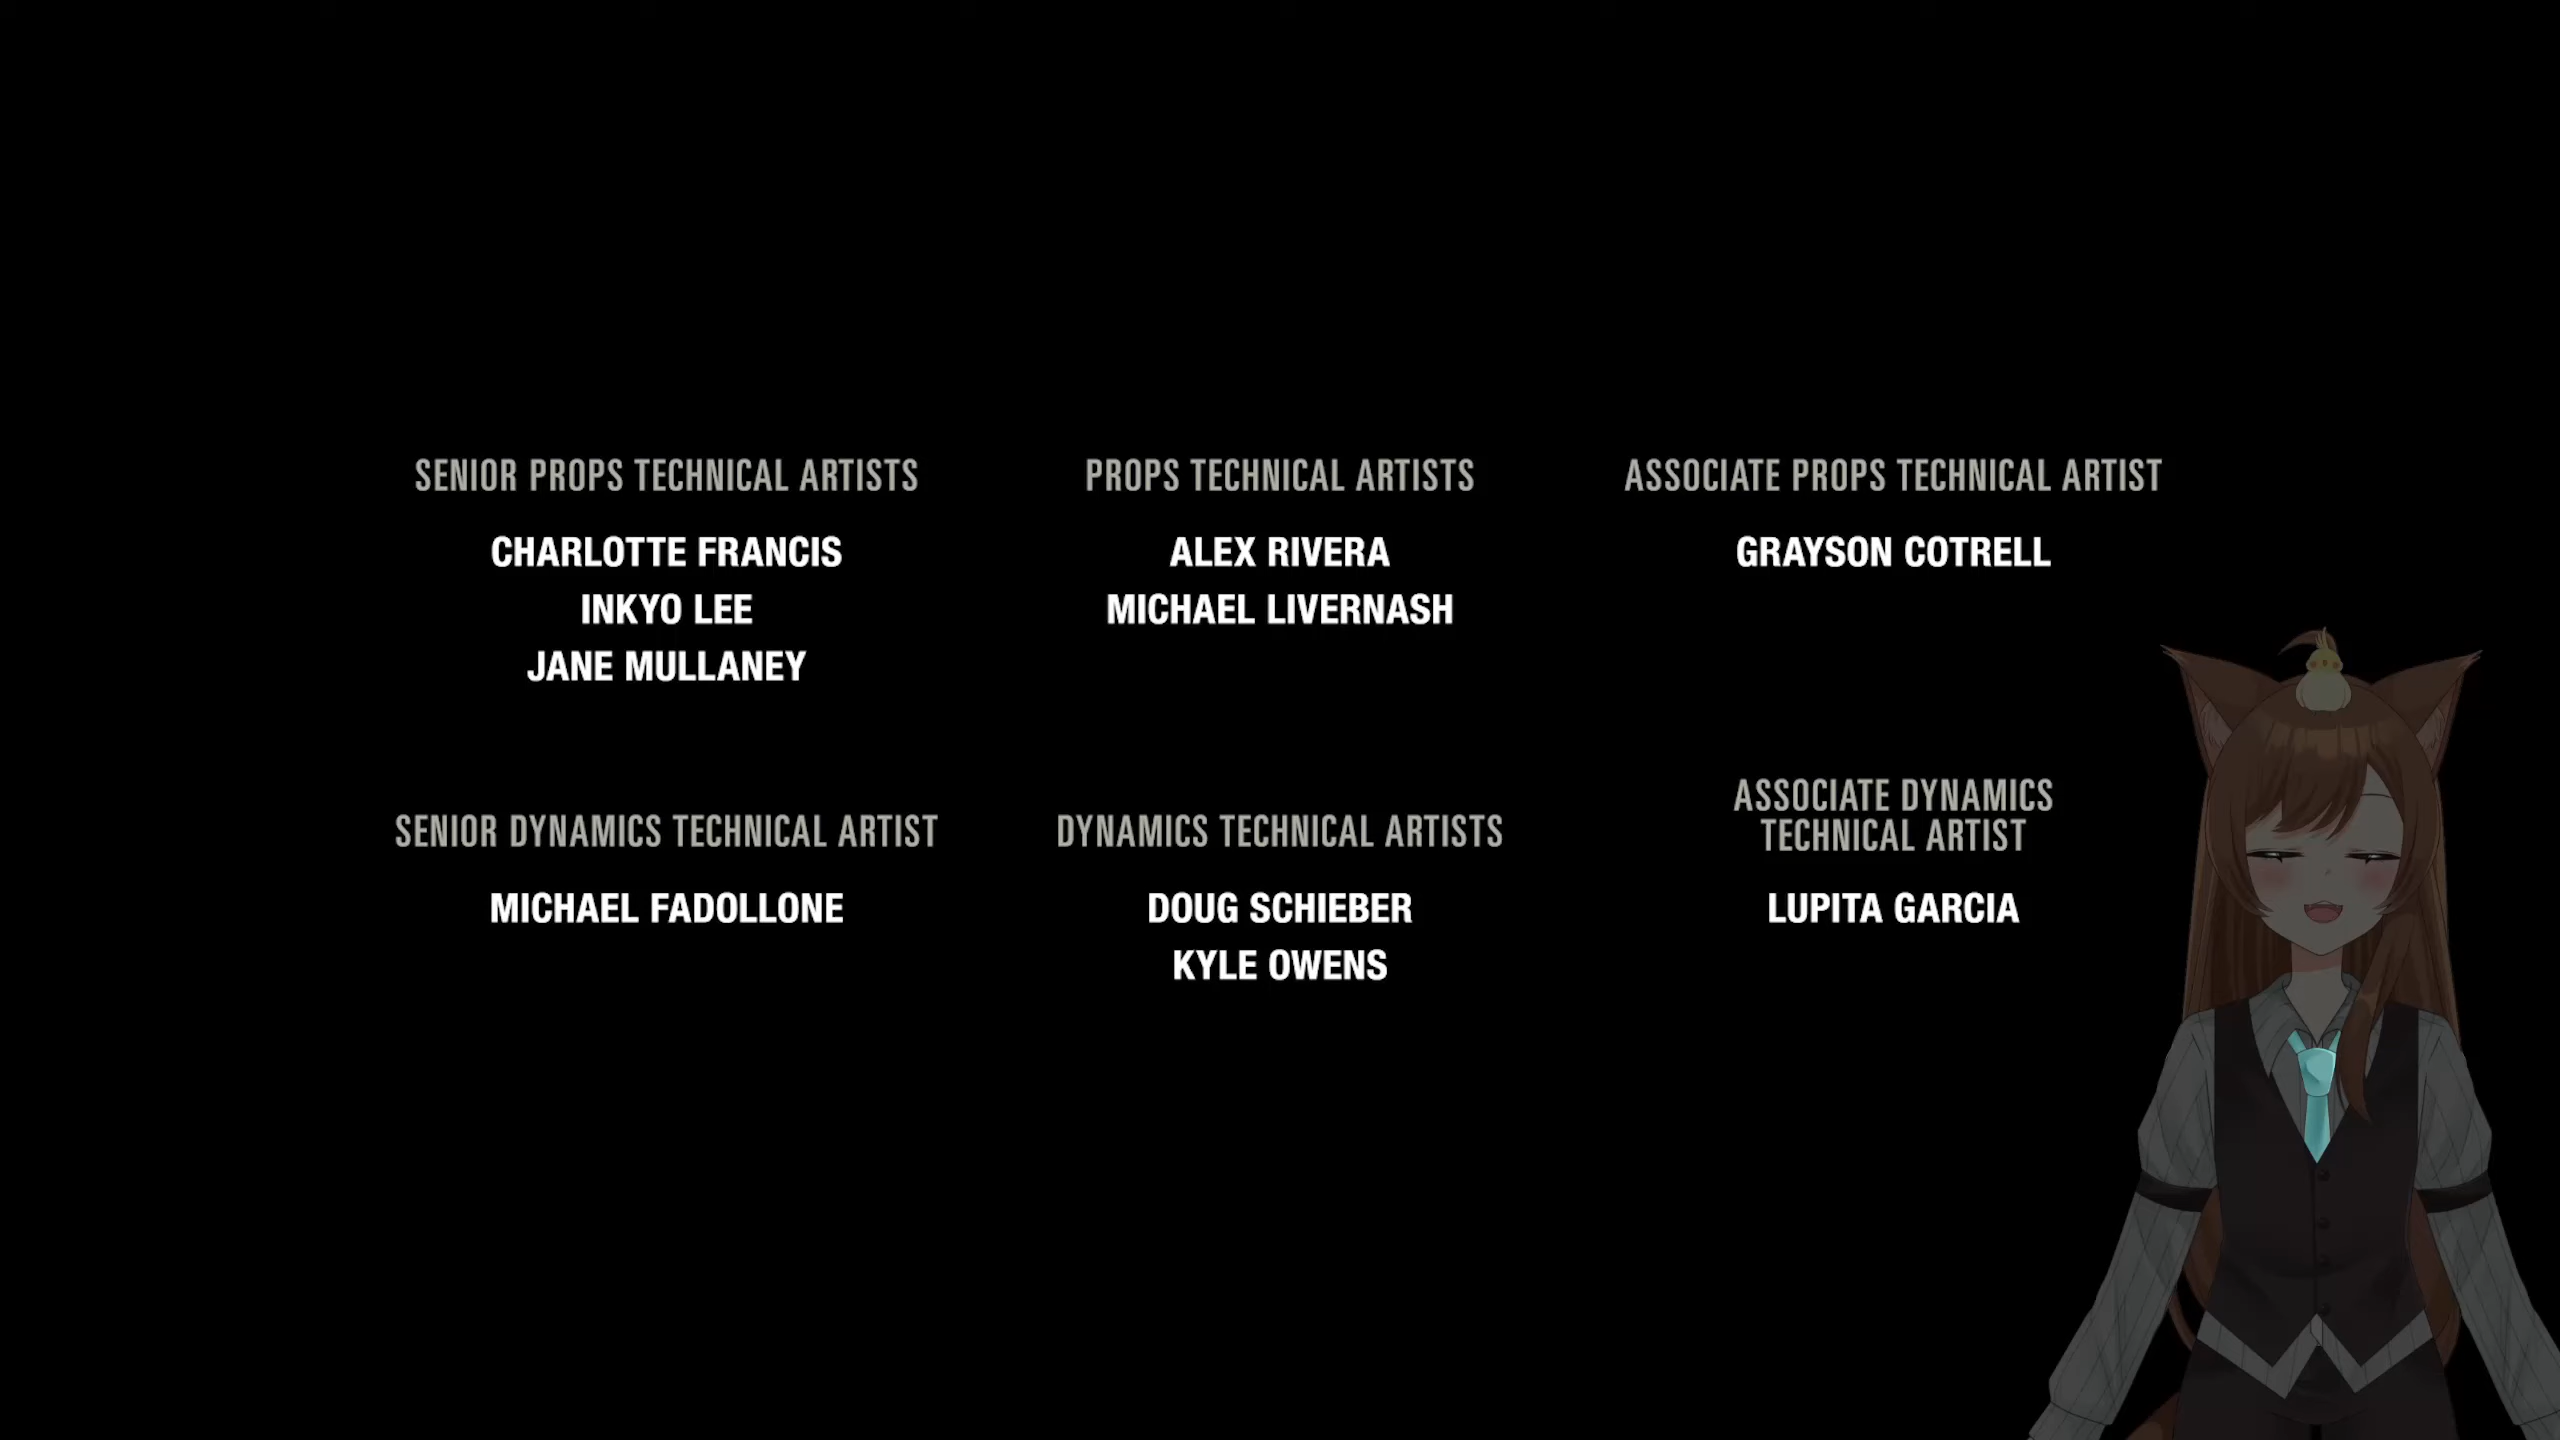 SENIOR PROPS TECHNICAL ARTISTS
CHARLOTTE FRANCIS
INKYO LEE
JANE MULLANEY
PROPS TECHNICAL ARTISTS
ALEX RIVERA
MICHAEL LIVERNASH
ASSOCIATE PROPS TECHNICAL ARTIST
GRAYSON COTRELL
SENIOR DYNAMICS TECHNICAL ARTIST
MICHAEL FADOLLONE
DYNAMICS TECHNICAL ARTISTS
DOUG SCHIEBER
KYLE OWENS
ASSOCIATE DYNAMICS
TECHNICAL ARTIST
LUPITA GARCIA